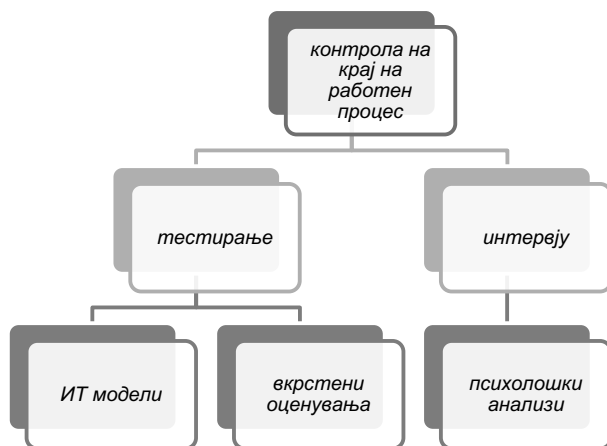 контрола на
крај на
работен
процес
тестирање
интервју
ИТ модели
вкрстени
оценувања
психолошки
анализи